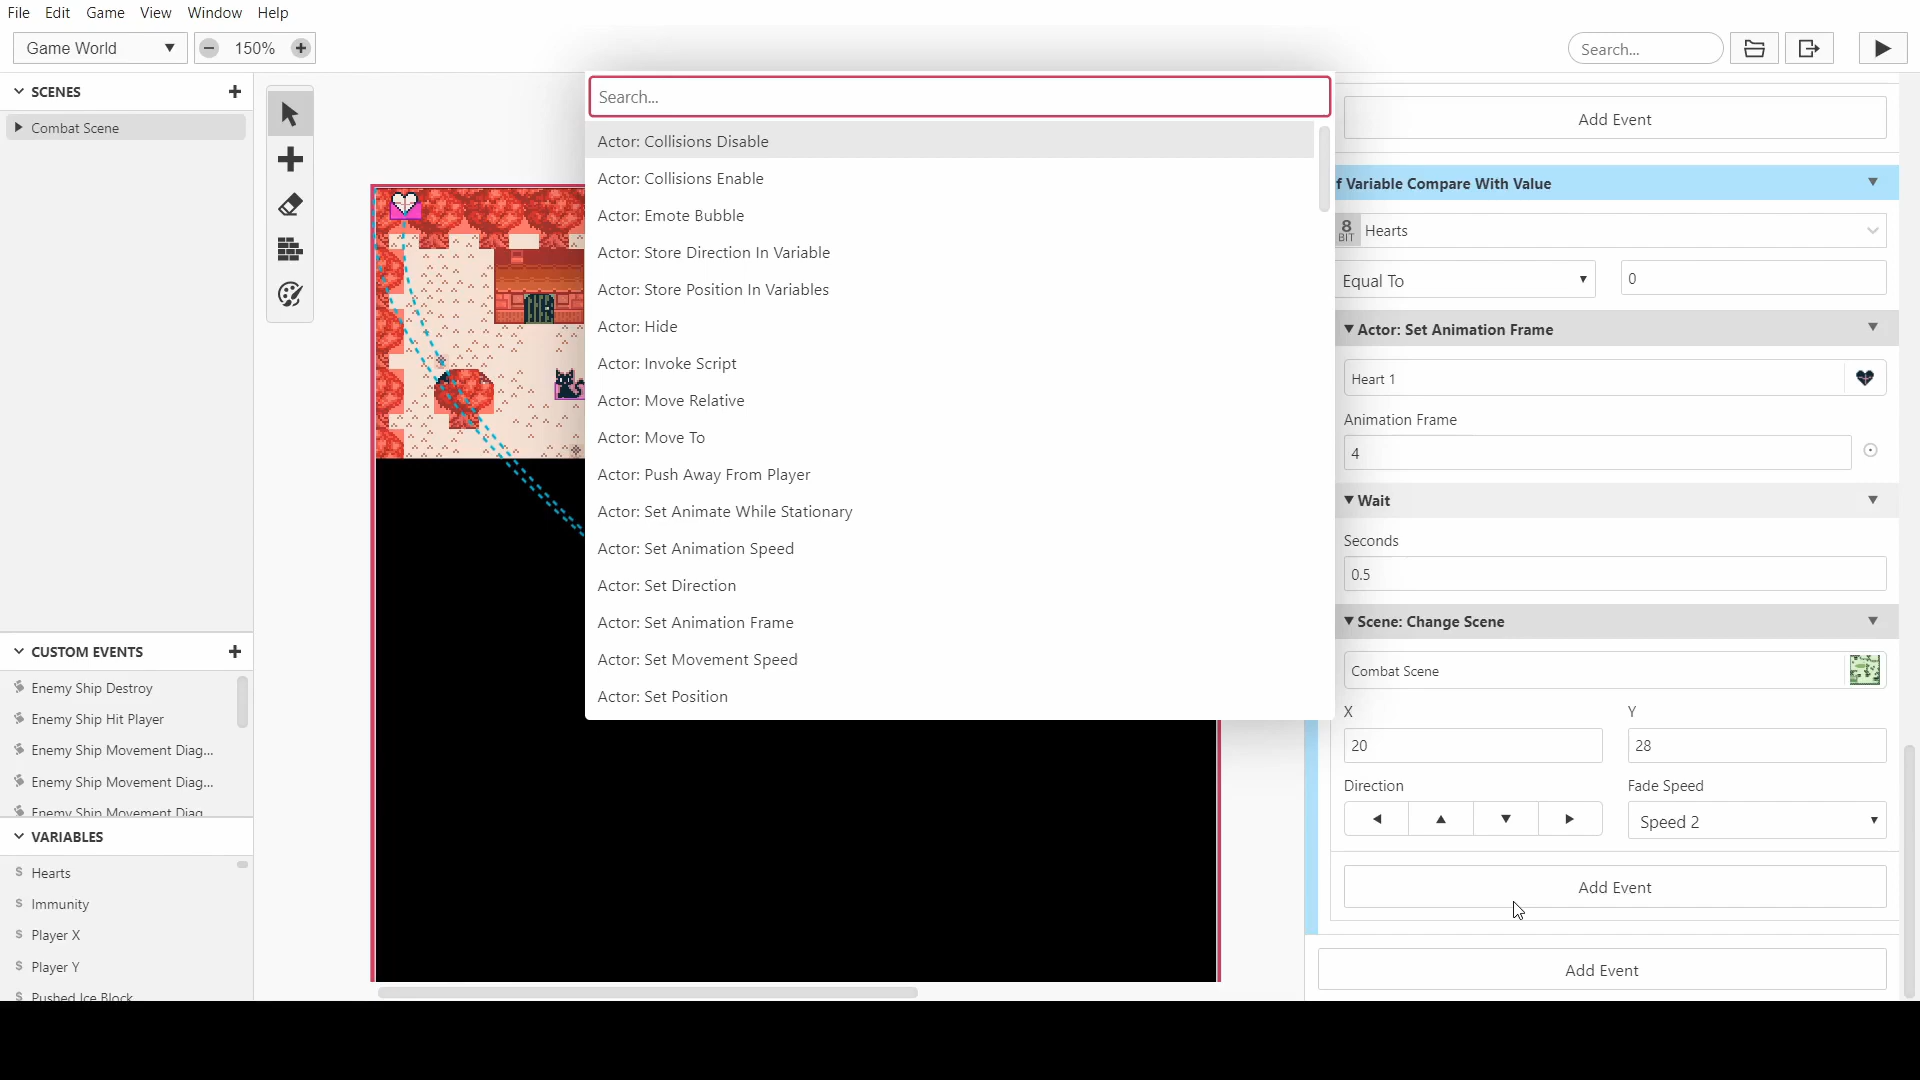 File Edit Game View Window Help
Game World 150% Search...
SCENES
Combat Scene
CUSTOM EVENTS
Enemy Ship Destroy
Enemy Ship Hit Player
Enemy Ship Movement Diag...
Enemy Ship Movement Diag...
Enemy Ship Movement Diag
VARIABLES
$ Hearts
$ Immunity
$ Player X
$ Player Y
$ Pushed Ice Block
Search...
Actor: Collisions Disable
Actor: Collisions Enable
Actor: Emote Bubble
Actor: Store Direction In Variable
Actor: Store Position In Variables
Actor: Hide
Actor: Invoke Script
Actor: Move Relative
Actor: Move To
Actor: Push Away From Player
Actor: Set Animate While Stationary
Actor: Set Animation Speed
Actor: Set Direction
Actor: Set Animation Frame
Actor: Set Movement Speed
Actor: Set Position
Add Event
f Variable Compare With Value
8 BIT Hearts
Equal To 0
Actor: Set Animation Frame
Heart 1
Animation Frame
4
Wait
Seconds
0.5
Scene: Change Scene
Combat Scene
X Y
20 28
Direction Fade Speed
Speed 2
Add Event
Add Event